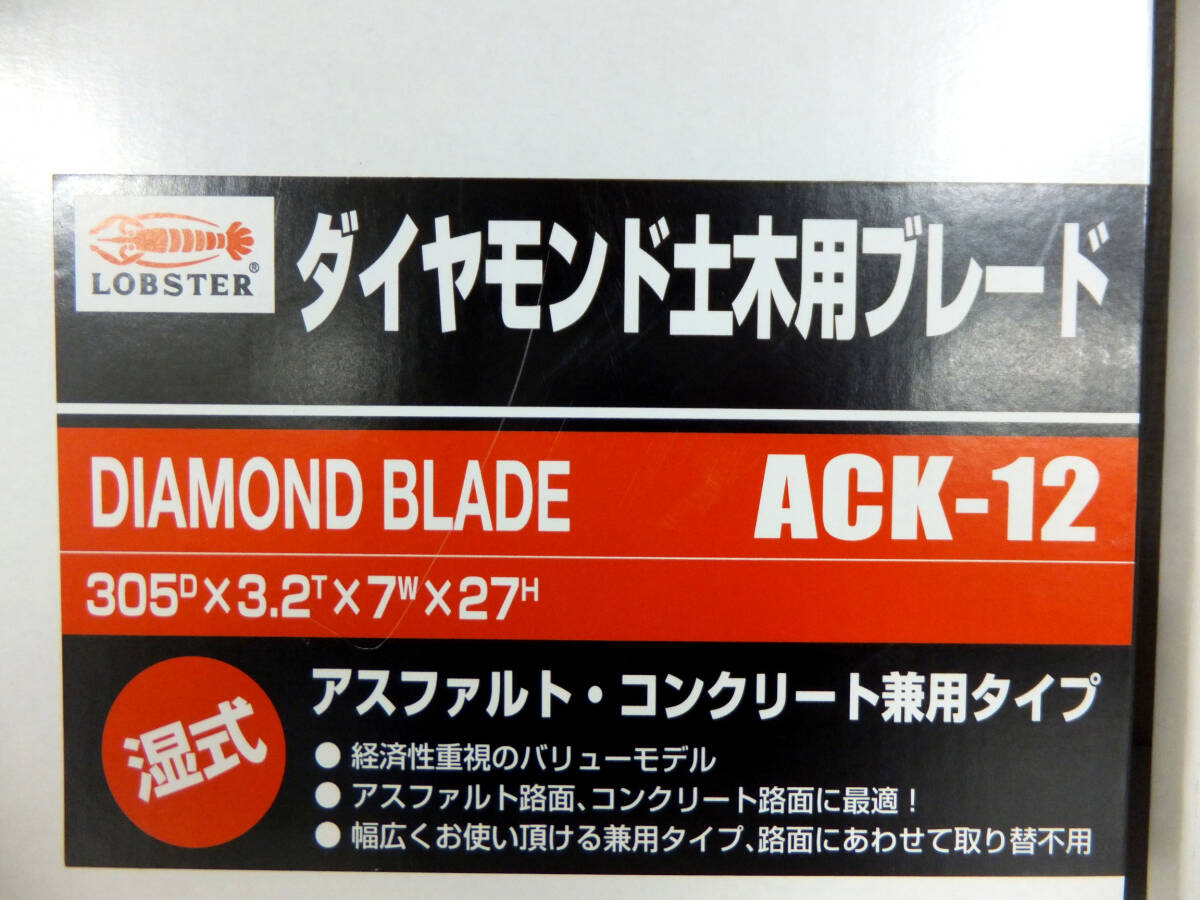 LOBSTER®
ダイヤモンド土木用ブレード
DIAMOND BLADE ACK-12
305ᴰ×3.2ᵀ×7ᵂ×27ᴴ
湿式
アスファルト・コンクリート兼用タイプ
● 経済性重視のバリューモデル
● アスファルト路面、コンクリート路面に最適！
● 幅広くお使い頂ける兼用タイプ、路面にあわせて取り替不用